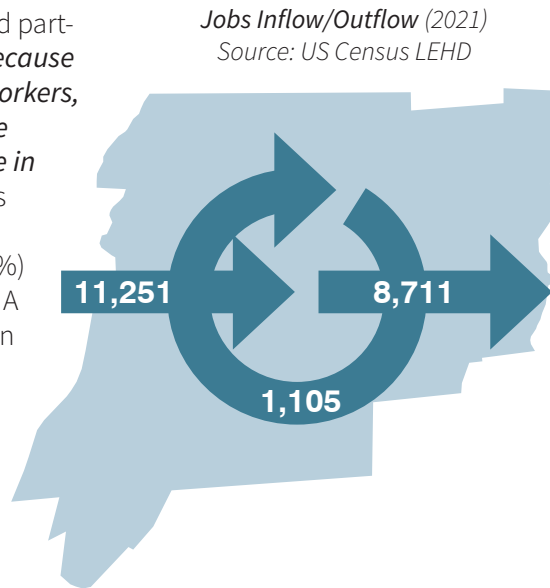 d part-
ecause
orkers,
e
e in
s
%)
A
n
Jobs Inflow/Outflow (2021)
Source: US Census LEHD
11,251
8,711
1,105